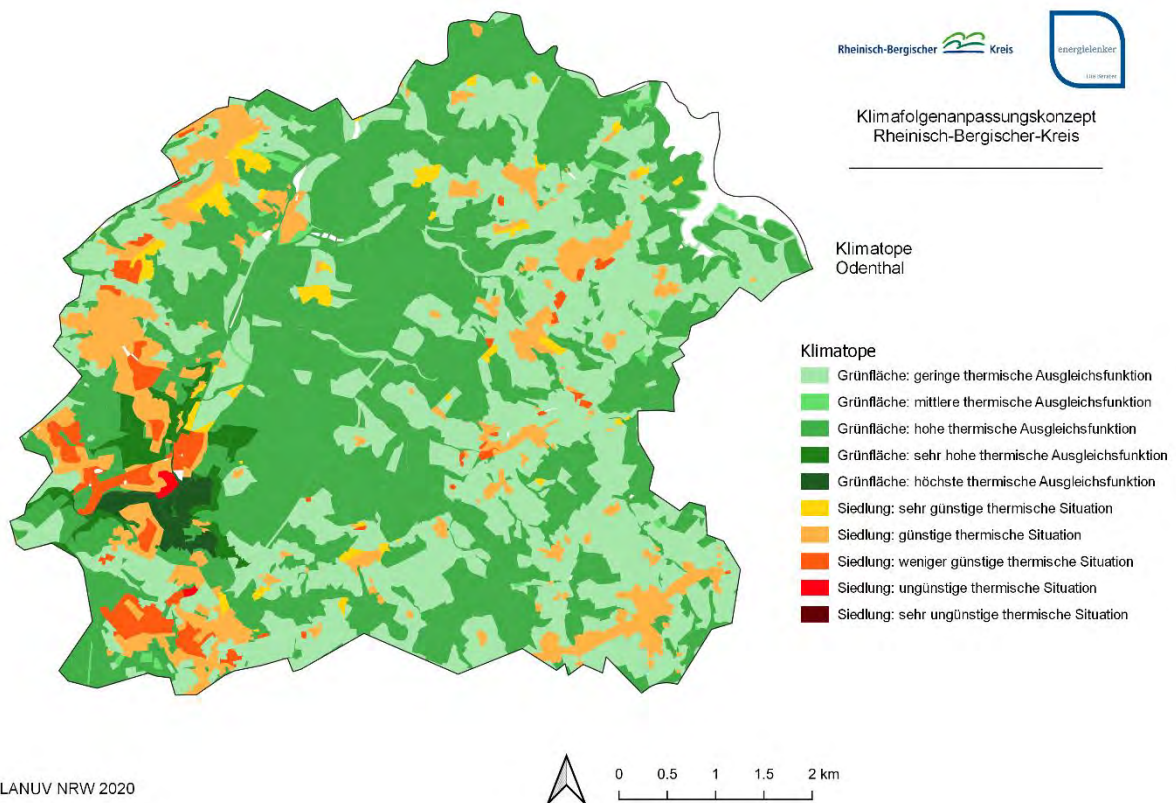 Rheinisch-Bergischer Kreis
energielenker
Klimafolgenanpassungskonzept
Rheinisch-Bergischer-Kreis
Klimatope
Odenthal
Klimatope
Grünfläche: geringe thermische Ausgleichsfunktion
Grünfläche: mittlere thermische Ausgleichsfunktion
Grünfläche: hohe thermische Ausgleichsfunktion
Grünfläche: sehr hohe thermische Ausgleichsfunktion
Grünfläche: höchste thermische Ausgleichsfunktion
Siedlung: sehr günstige thermische Situation
Siedlung: günstige thermische Situation
Siedlung: weniger günstige thermische Situation
Siedlung: ungünstige thermische Situation
Siedlung: sehr ungünstige thermische Situation
LANUV NRW 2020
0 0.5 1 1.5 2 km